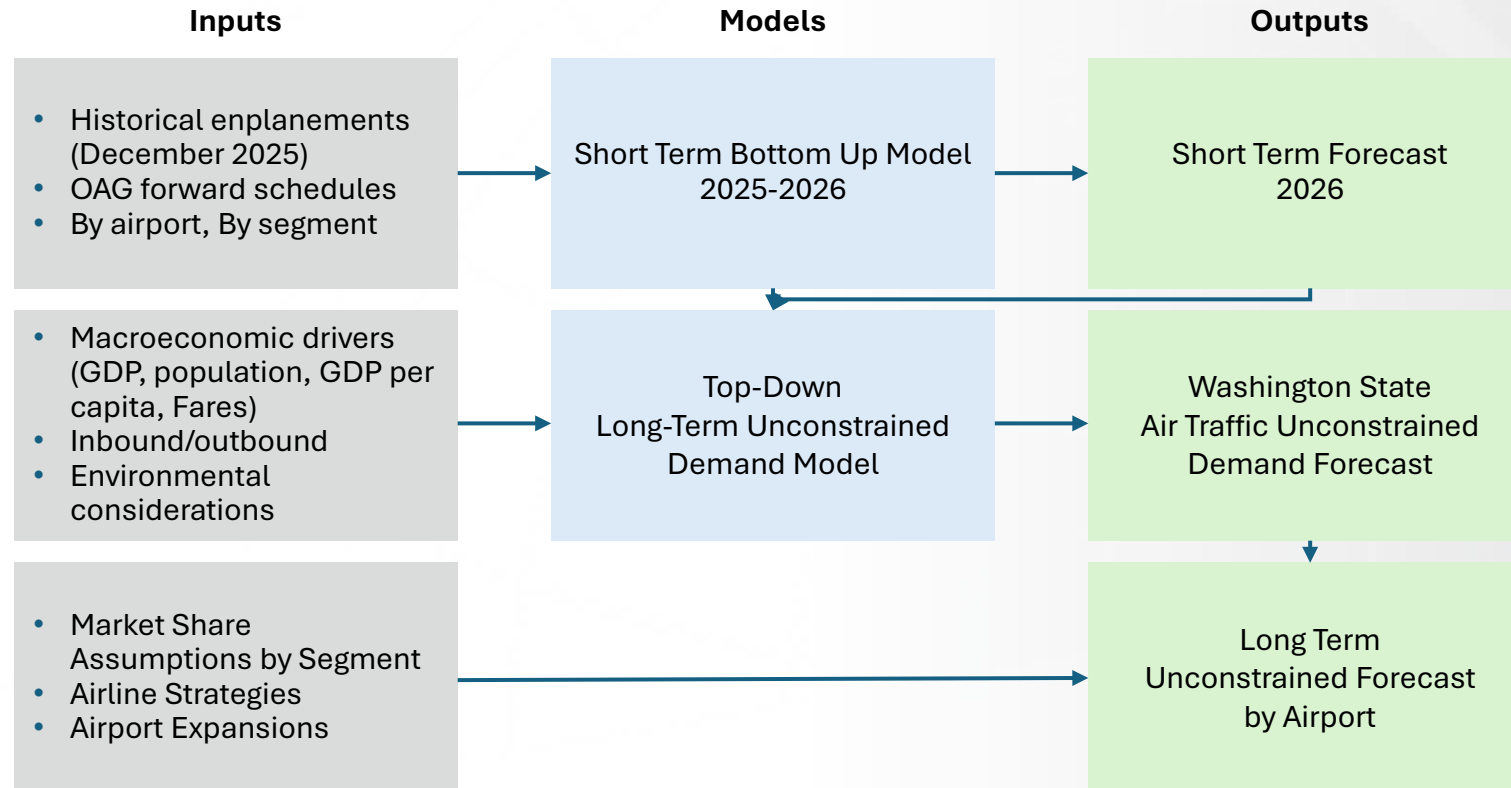 Inputs
Models
Outputs
• Historical enplanements
(December 2025)
• OAG forward schedules
• By airport, By segment
Short Term Bottom Up Model
2025-2026
Short Term Forecast
2026
• Macroeconomic drivers
(GDP, population, GDP per
capita, Fares)
• Inbound/outbound
• Environmental
considerations
Top-Down
Long-Term Unconstrained
Demand Model
Washington State
Air Traffic Unconstrained
Demand Forecast
• Market Share
Assumptions by Segment
• Airline Strategies
• Airport Expansions
Long Term
Unconstrained Forecast
by Airport